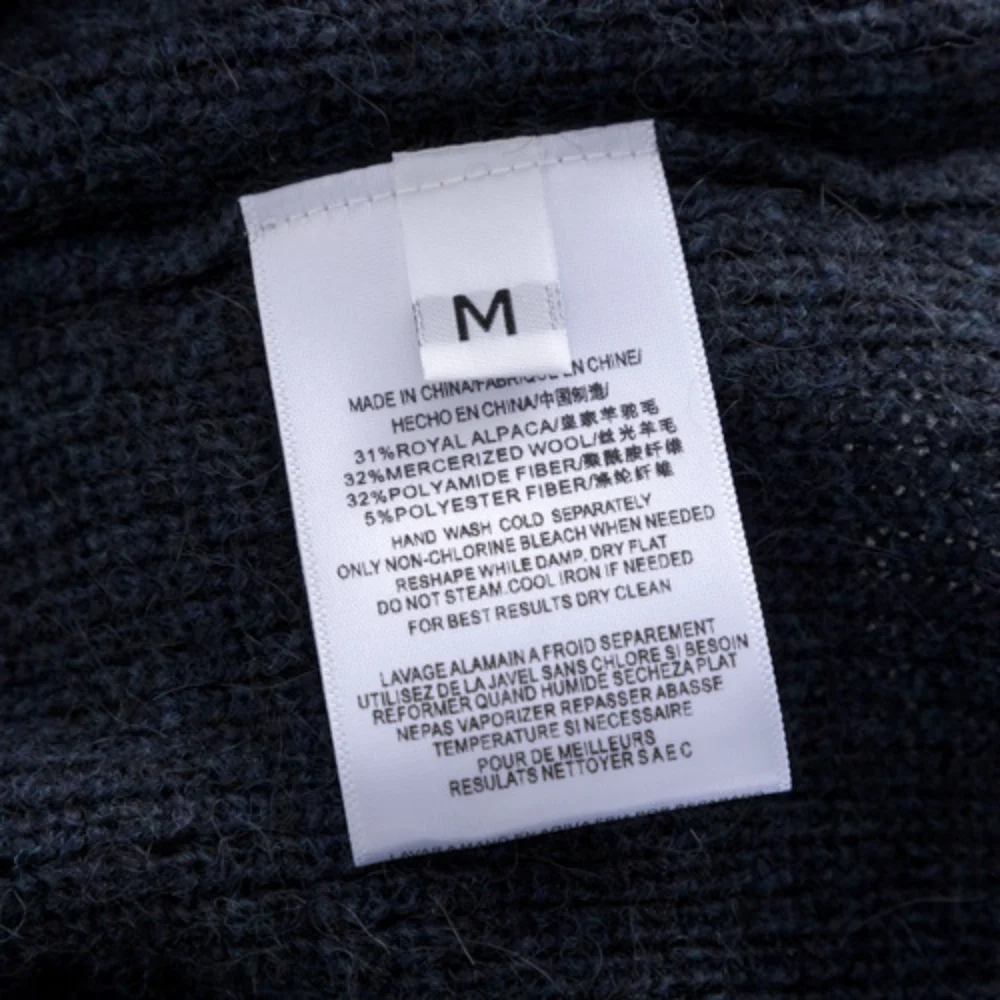 M
MADE IN CHINA/FABRIQUE EN CHINE/
HECHO EN CHINA/中国制造/
31%ROYAL ALPACA/皇家羊驼毛
32%MERCERIZED WOOL/丝光羊毛
32%POLYAMIDE FIBER/聚酰胺纤维
5%POLYESTER FIBER/涤纶纤维
HAND WASH COLD SEPARATELY
ONLY NON-CHLORINE BLEACH WHEN NEEDED
RESHAPE WHILE DAMP. DRY FLAT
DO NOT STEAM.COOL IRON IF NEEDED
FOR BEST RESULTS DRY CLEAN
LAVAGE ALAMAIN A FROID SEPAREMENT
UTILISEZ DE LA JAVEL SANS CHLORE SI BESOIN
REFORMER QUAND HUMIDE SECHEZA PLAT
NEPAS VAPORIZER REPASSER ABASSE
TEMPERATURE SI NECESSAIRE
POUR DE MEILLEURS
RESULATS NETTOYER S A E C